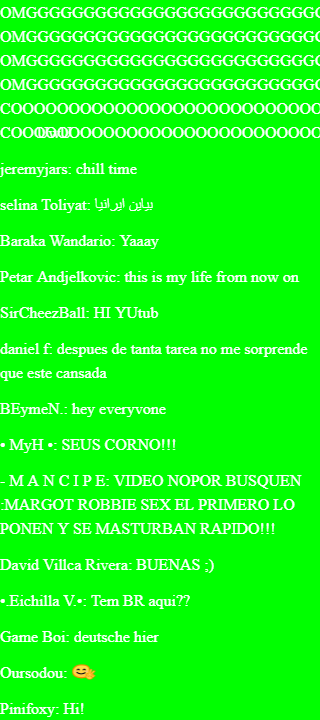 OMGGGGGGGGGGGGGGGGGGGGGGGGGG
OMGGGGGGGGGGGGGGGGGGGGGGGGGG
OMGGGGGGGGGGGGGGGGGGGGGGGGGG
OMGGGGGGGGGGGGGGGGGGGGGGGGGG
COOOOOOOOOOOOOOOOOOOOOOOOOO
COOOOOOOOOOOOOOOOOOOOOOOOOO
jeremyjars: chill time
selina Toliyat: بیاین ایرانیا
Baraka Wandario: Yaaay
Petar Andjelkovic: this is my life from now on
SirCheezBall: HI YUtub
daniel f: despues de tanta tarea no me sorprende
que este cansada
BEymeN.: hey everyvone
• MyH •: SEUS CORNO!!!
- M A N C I P E: VIDEO NOPOR BUSQUEN
:MARGOT ROBBIE SEX EL PRIMERO LO
PONEN Y SE MASTURBAN RAPIDO!!!
David Villca Rivera: BUENAS :)
•.Eichilla V.•: Tem BR aqui??
Game Boi: deutsche hier
Oursodou: 🤗
Pinifoxy: Hi!